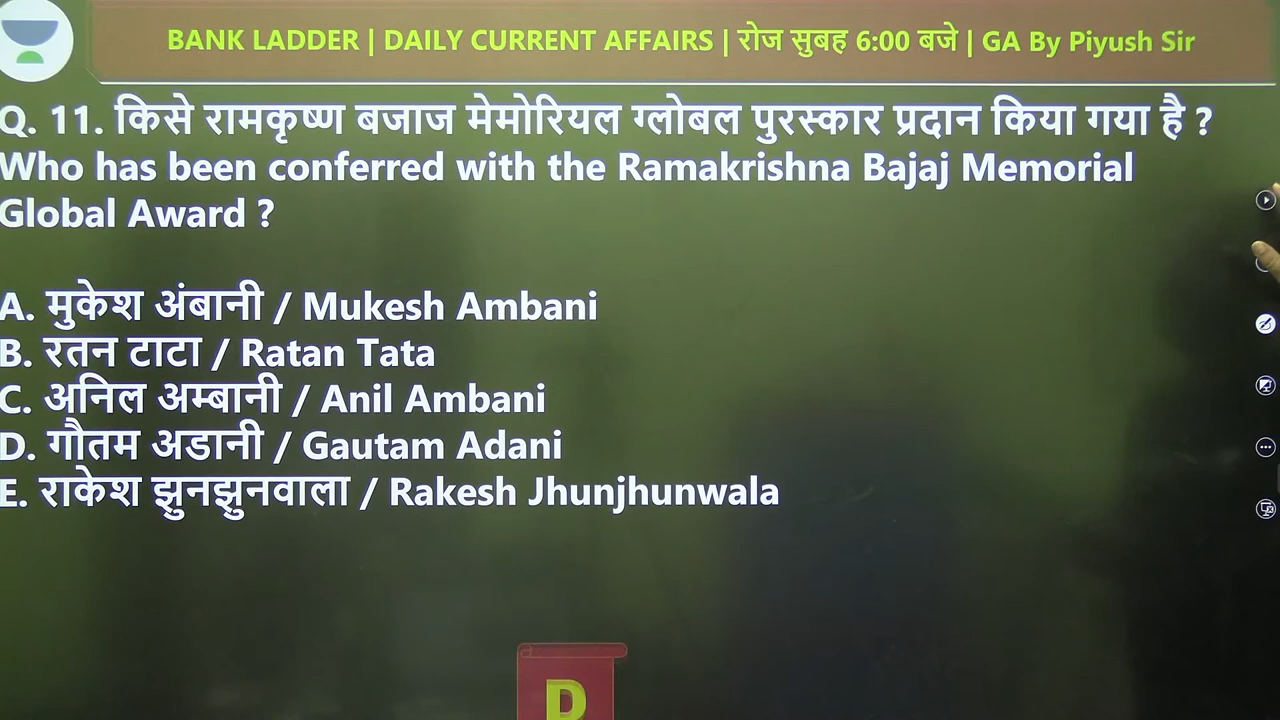 BANK LADDER | DAILY CURRENT AFFAIRS | रोज सुबह 6:00 बजे | GA By Piyush Sir
Q. 11. किसे रामकृष्ण बजाज मेमोरियल ग्लोबल पुरस्कार प्रदान किया गया है ?
Who has been conferred with the Ramakrishna Bajaj Memorial
Global Award ?
A. मुकेश अंबानी / Mukesh Ambani
B. रतन टाटा / Ratan Tata
C. अनिल अम्बानी / Anil Ambani
D. गौतम अडानी / Gautam Adani
E. राकेश झुनझुनवाला / Rakesh Jhunjhunwala
D